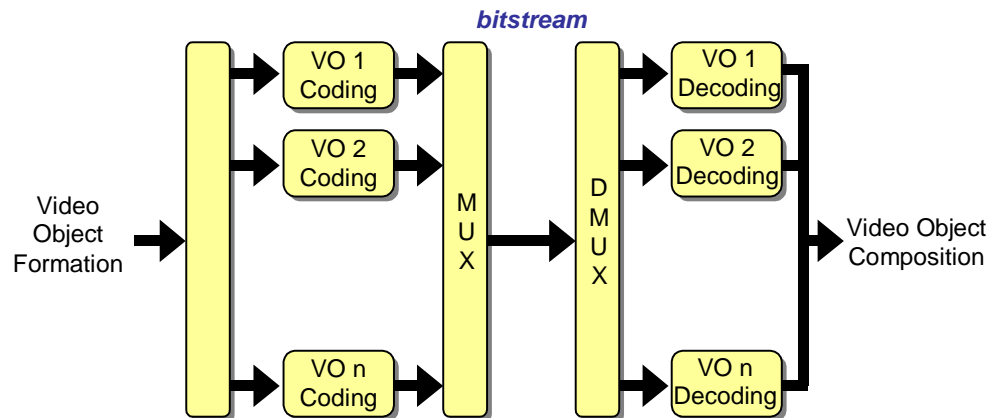 bitstream
VO 1
Coding
VO 1
Decoding
VO 2
Coding
VO 2
Decoding
Video
Object
Formation
M
U
X
D
M
U
X
Video Object
Composition
VO n
Coding
VO n
Decoding